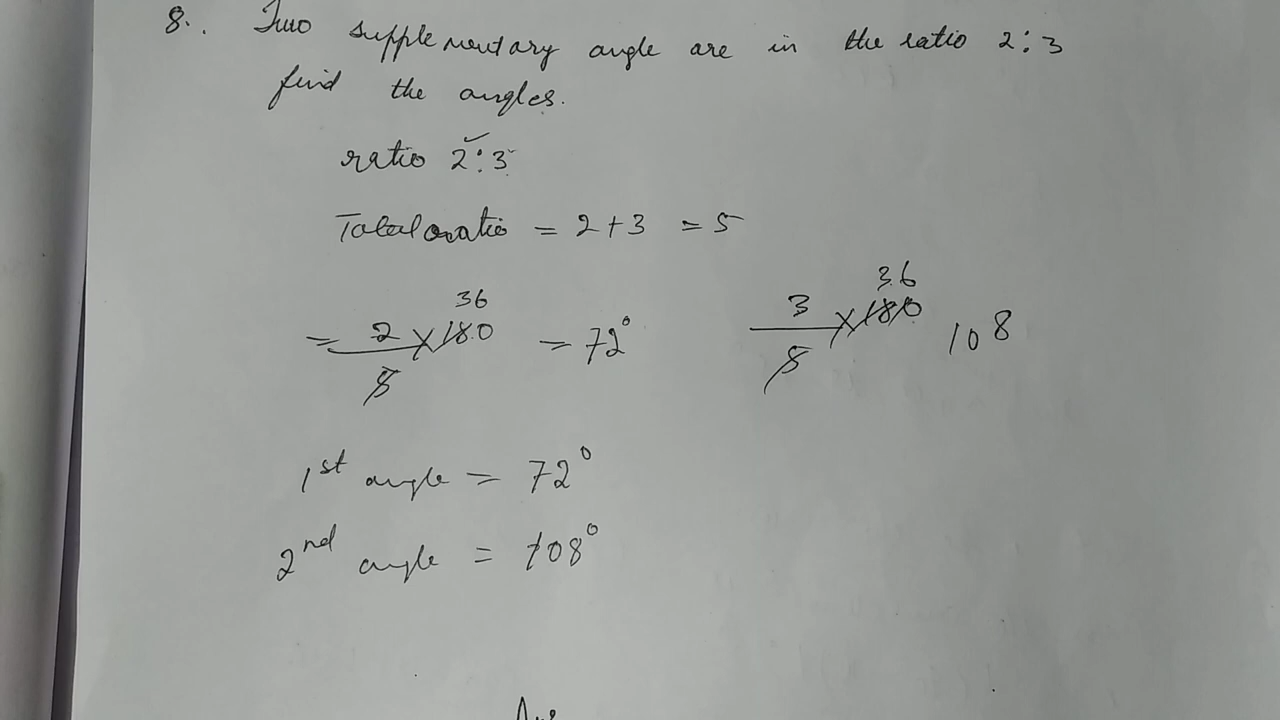 8. Two supplementary angle are in the ratio 2:3
find the angles.
ratio 2:3
Total ratio = 2+3 = 5
= 2/5 × 180 36 = 72° 3/5 × 180 36 108
1st angle = 72°
2nd angle = 108°
Ans